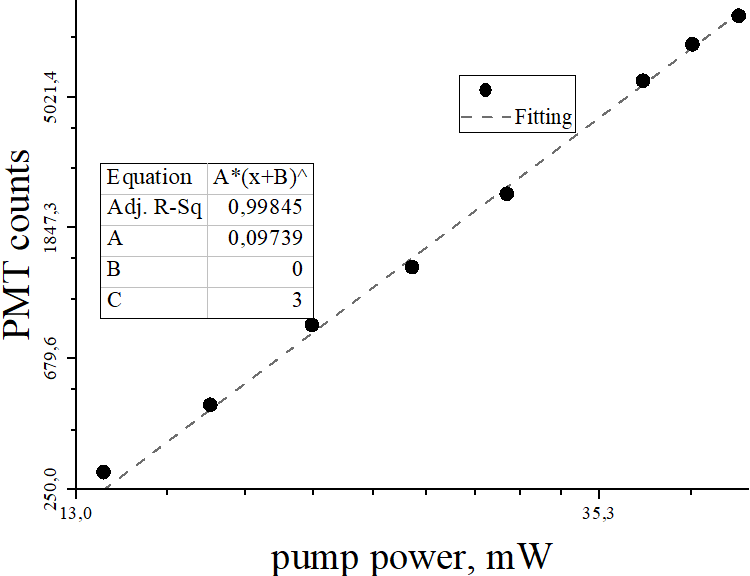 5021,4
1847,3
679,6
250,0
PMT counts
Fitting
Equation A*(x+B)^
Adj. R-Sq 0,99845
A 0,09739
B 0
C 3
13,0 35,3
pump power, mW